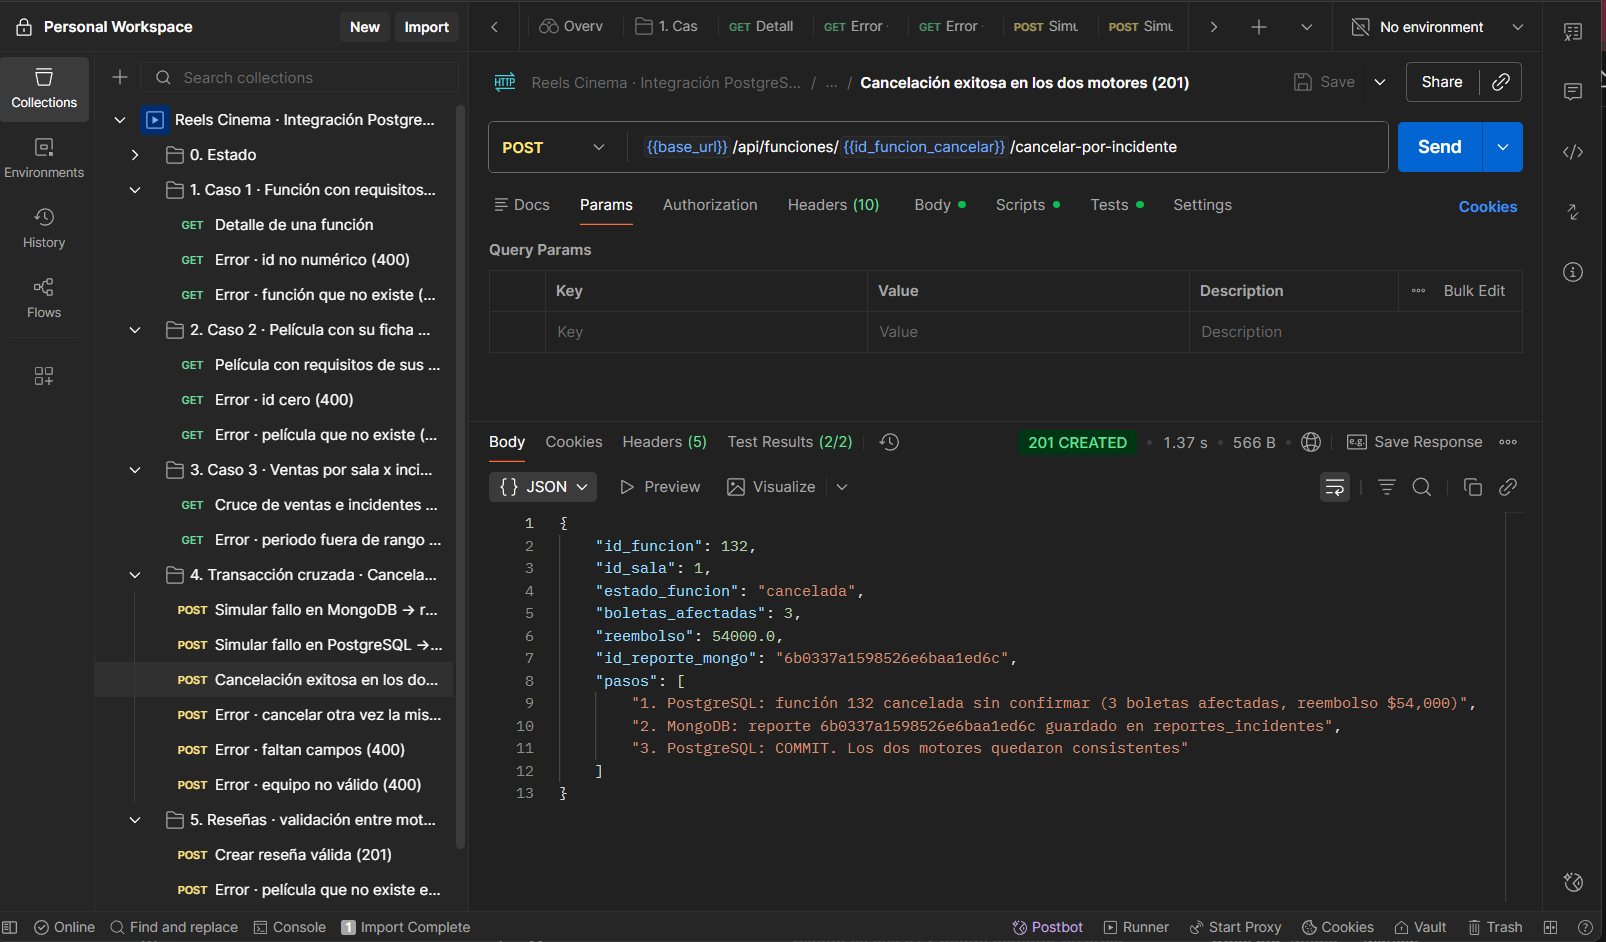 Personal Workspace
New
Import
Overv
1. Cas
GET Detall
GET Error
GET Error
POST Simu
POST Simu
No environment
Collections
Environments
History
Flows
Search collections
Reels Cinema · Integración Postgre...
0. Estado
1. Caso 1 · Función con requisitos...
GET Detalle de una función
GET Error · id no numérico (400)
GET Error · función que no existe (...
2. Caso 2 · Película con su ficha ...
GET Película con requisitos de sus ...
GET Error · id cero (400)
GET Error · película que no existe (...
3. Caso 3 · Ventas por sala x inci...
GET Cruce de ventas e incidentes ...
GET Error · periodo fuera de rango ...
4. Transacción cruzada · Cancela...
POST Simular fallo en MongoDB → r...
POST Simular fallo en PostgreSQL →...
POST Cancelación exitosa en los do...
POST Error · cancelar otra vez la mis...
POST Error · faltan campos (400)
POST Error · equipo no válido (400)
5. Reseñas · validación entre mot...
POST Crear reseña válida (201)
POST Error · película que no existe e...
HTTP Reels Cinema · Integración PostgreS... / ... / Cancelación exitosa en los dos motores (201)
Save
Share
POST {{base_url}} /api/funciones/ {{id_funcion_cancelar}} /cancelar-por-incidente
Send
Docs Params Authorization Headers (10) Body Scripts Tests Settings
Cookies
Query Params
Key Value Description Bulk Edit
Key Value Description
Body Cookies Headers (5) Test Results (2/2)
201 CREATED • 1.37 s • 566 B
e.g. Save Response
{} JSON Preview Visualize
1 {
2 "id_funcion": 132,
3 "id_sala": 1,
4 "estado_funcion": "cancelada",
5 "boletas_afectadas": 3,
6 "reembolso": 54000.0,
7 "id_reporte_mongo": "6b0337a1598526e6baa1ed6c",
8 "pasos": [
9 "1. PostgreSQL: función 132 cancelada sin confirmar (3 boletas afectadas, reembolso $54,000)",
10 "2. MongoDB: reporte 6b0337a1598526e6baa1ed6c guardado en reportes_incidentes",
11 "3. PostgreSQL: COMMIT. Los dos motores quedaron consistentes"
12 ]
13 }
Online
Find and replace
Console
1 Import Complete
Postbot
Runner
Start Proxy
Cookies
Vault
Trash